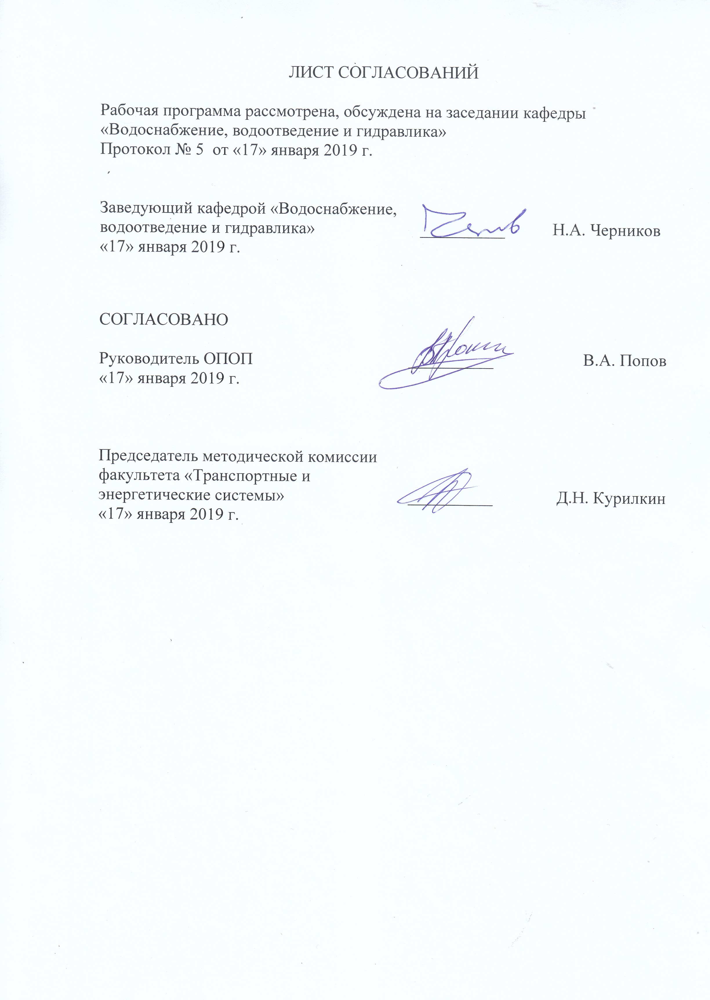 ЛИСТ СОГЛАСОВАНИЙ
Рабочая программа рассмотрена, обсуждена на заседании кафедры
«Водоснабжение, водоотведение и гидравлика»
Протокол № 5 от «17» января 2019 г.
Заведующий кафедрой «Водоснабжение,
водоотведение и гидравлика» Н.А. Черников
«17» января 2019 г.
СОГЛАСОВАНО
Руководитель ОПОП В.А. Попов
«17» января 2019 г.
Председатель методической комиссии
факультета «Транспортные и
энергетические системы» Д.Н. Курилкин
«17» января 2019 г.